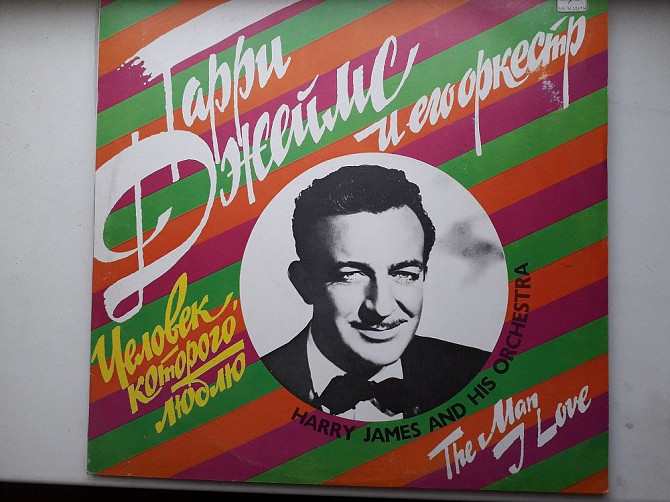 Гарри
Джеймс
и его оркестр
Человек,
которого
люблю
HARRY JAMES AND HIS ORCHESTRA
The Man
I Love